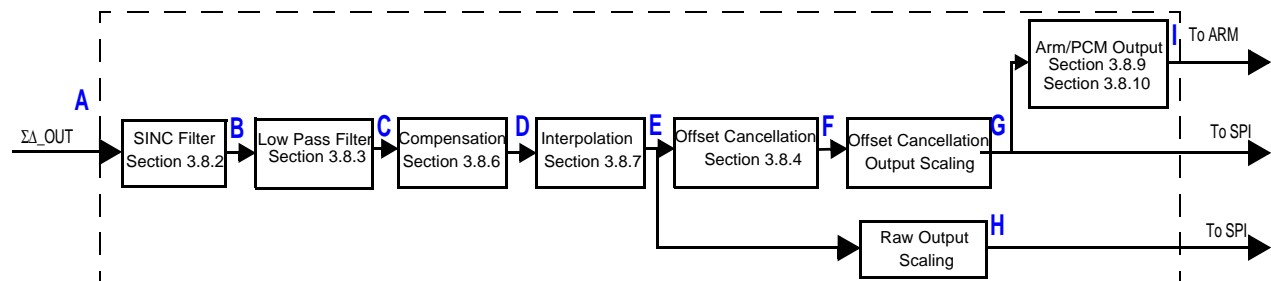 I
To ARM
Arm/PCM Output
Section 3.8.9
Section 3.8.10
A
ΣΔ_OUT
SINC Filter
Section 3.8.2
B
Low Pass Filter
Section 3.8.3
C
Compensation
Section 3.8.6
D
Interpolation
Section 3.8.7
E
Offset Cancellation
Section 3.8.4
F
Offset Cancellation
Output Scaling
G
To SPI
Raw Output
Scaling
H
To SPI